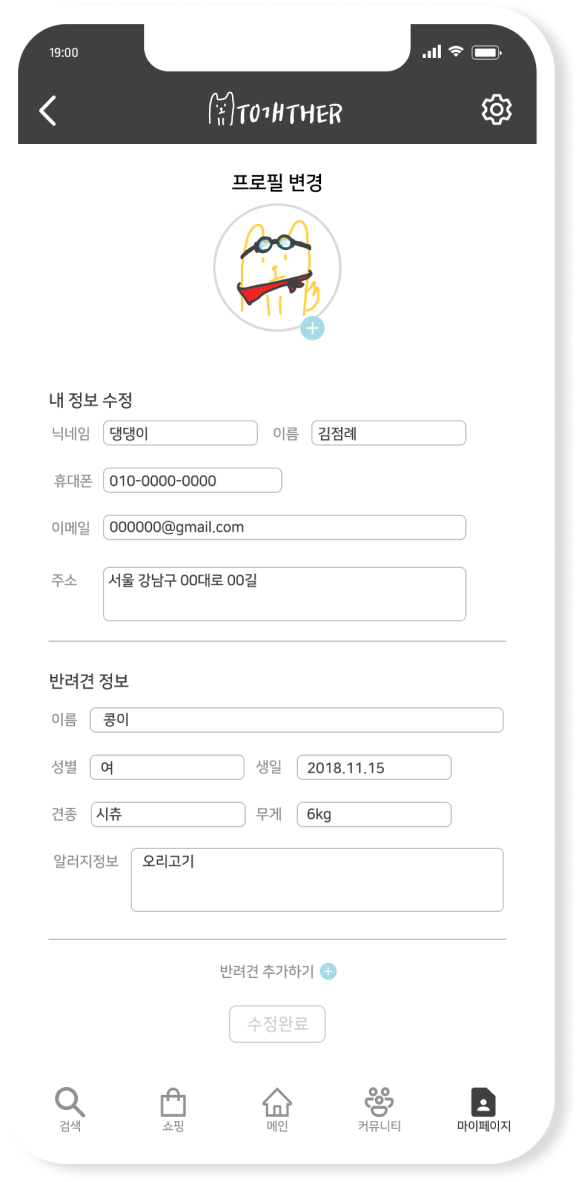 19:00
TO개HTHER
프로필 변경
내 정보 수정
닉네임 댕댕이 이름 김점례
휴대폰 010-0000-0000
이메일 000000@gmail.com
주소 서울 강남구 00대로 00길
반려견 정보
이름 콩이
성별 여 생일 2018.11.15
견종 시츄 무게 6kg
알러지정보 오리고기
반려견 추가하기
수정완료
검색 쇼핑 메인 커뮤니티 마이페이지